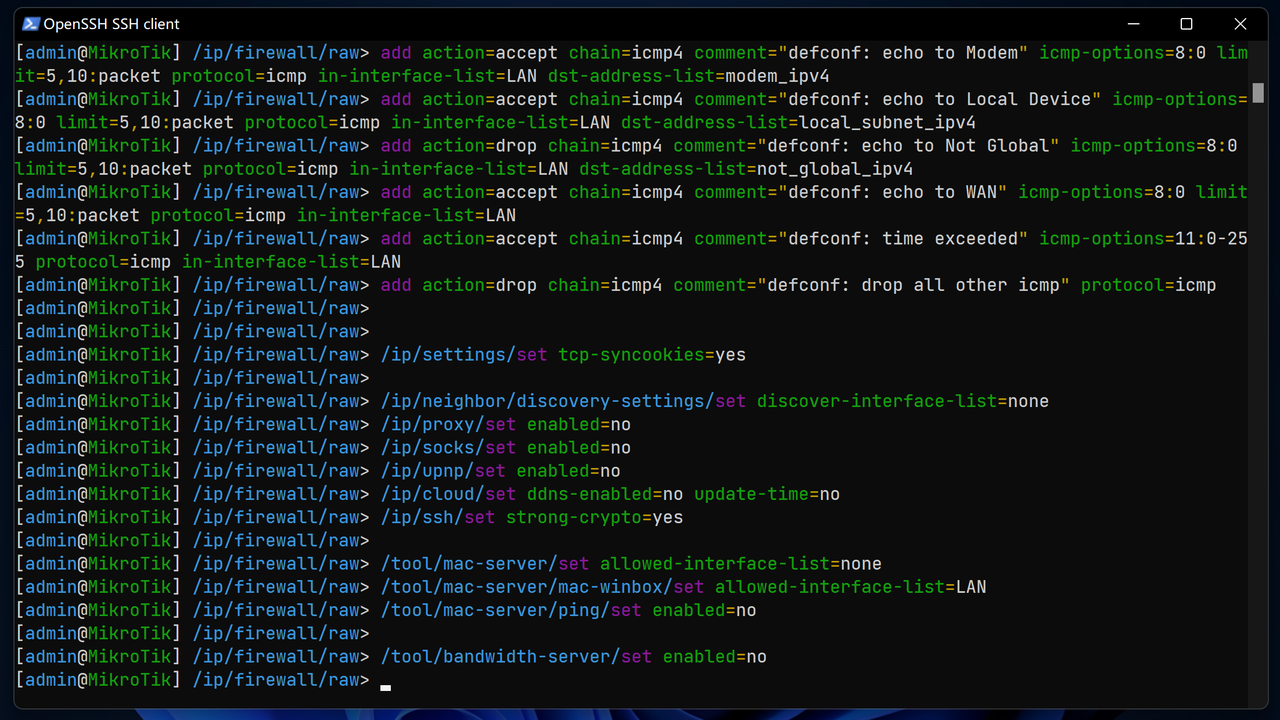 OpenSSH SSH client
[admin@MikroTik] /ip/firewall/raw> add action=accept chain=icmp4 comment="defconf: echo to Modem" icmp-options=8:0 lim
it=5,10:packet protocol=icmp in-interface-list=LAN dst-address-list=modem_ipv4
[admin@MikroTik] /ip/firewall/raw> add action=accept chain=icmp4 comment="defconf: echo to Local Device" icmp-options=
8:0 limit=5,10:packet protocol=icmp in-interface-list=LAN dst-address-list=local_subnet_ipv4
[admin@MikroTik] /ip/firewall/raw> add action=drop chain=icmp4 comment="defconf: echo to Not Global" icmp-options=8:0
limit=5,10:packet protocol=icmp in-interface-list=LAN dst-address-list=not_global_ipv4
[admin@MikroTik] /ip/firewall/raw> add action=accept chain=icmp4 comment="defconf: echo to WAN" icmp-options=8:0 limit
=5,10:packet protocol=icmp in-interface-list=LAN
[admin@MikroTik] /ip/firewall/raw> add action=accept chain=icmp4 comment="defconf: time exceeded" icmp-options=11:0-25
5 protocol=icmp in-interface-list=LAN
[admin@MikroTik] /ip/firewall/raw> add action=drop chain=icmp4 comment="defconf: drop all other icmp" protocol=icmp
[admin@MikroTik] /ip/firewall/raw>
[admin@MikroTik] /ip/firewall/raw>
[admin@MikroTik] /ip/firewall/raw> /ip/settings/set tcp-syncookies=yes
[admin@MikroTik] /ip/firewall/raw>
[admin@MikroTik] /ip/firewall/raw> /ip/neighbor/discovery-settings/set discover-interface-list=none
[admin@MikroTik] /ip/firewall/raw> /ip/proxy/set enabled=no
[admin@MikroTik] /ip/firewall/raw> /ip/socks/set enabled=no
[admin@MikroTik] /ip/firewall/raw> /ip/upnp/set enabled=no
[admin@MikroTik] /ip/firewall/raw> /ip/cloud/set ddns-enabled=no update-time=no
[admin@MikroTik] /ip/firewall/raw> /ip/ssh/set strong-crypto=yes
[admin@MikroTik] /ip/firewall/raw>
[admin@MikroTik] /ip/firewall/raw> /tool/mac-server/set allowed-interface-list=none
[admin@MikroTik] /ip/firewall/raw> /tool/mac-server/mac-winbox/set allowed-interface-list=LAN
[admin@MikroTik] /ip/firewall/raw> /tool/mac-server/ping/set enabled=no
[admin@MikroTik] /ip/firewall/raw>
[admin@MikroTik] /ip/firewall/raw> /tool/bandwidth-server/set enabled=no
[admin@MikroTik] /ip/firewall/raw>